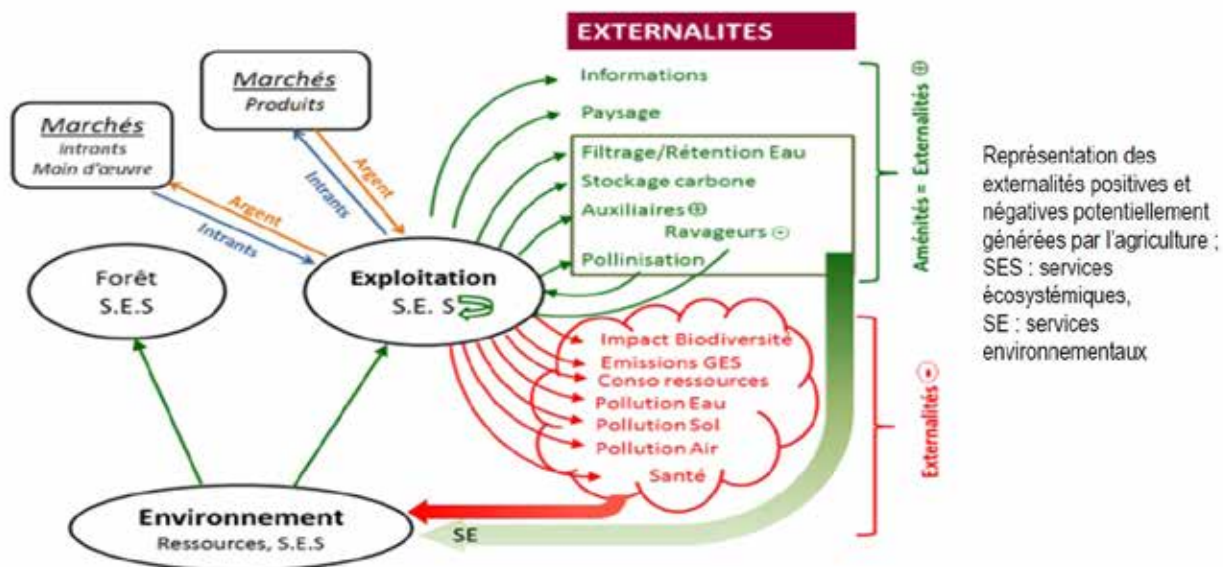 EXTERNALITES
Marchés
Produits
Marchés
Intrants
Main d'œuvre
Argent
Intrants
Argent
Intrants
Forêt
S.E.S
Exploitation
S.E. S
Environnement
Ressources, S.E.S
Informations
Paysage
Filtrage/Rétention Eau
Stockage carbone
Auxiliaires ⊕
Ravageurs ⊖
Pollinisation
Impact Biodiversité
Emissions GES
Conso ressources
Pollution Eau
Pollution Sol
Pollution Air
Santé
SE
Aménités = Externalités ⊕
Externalités ⊖
Représentation des
externalités positives et
négatives potentiellement
générées par l'agriculture ;
SES : services
écosystémiques,
SE : services
environnementaux